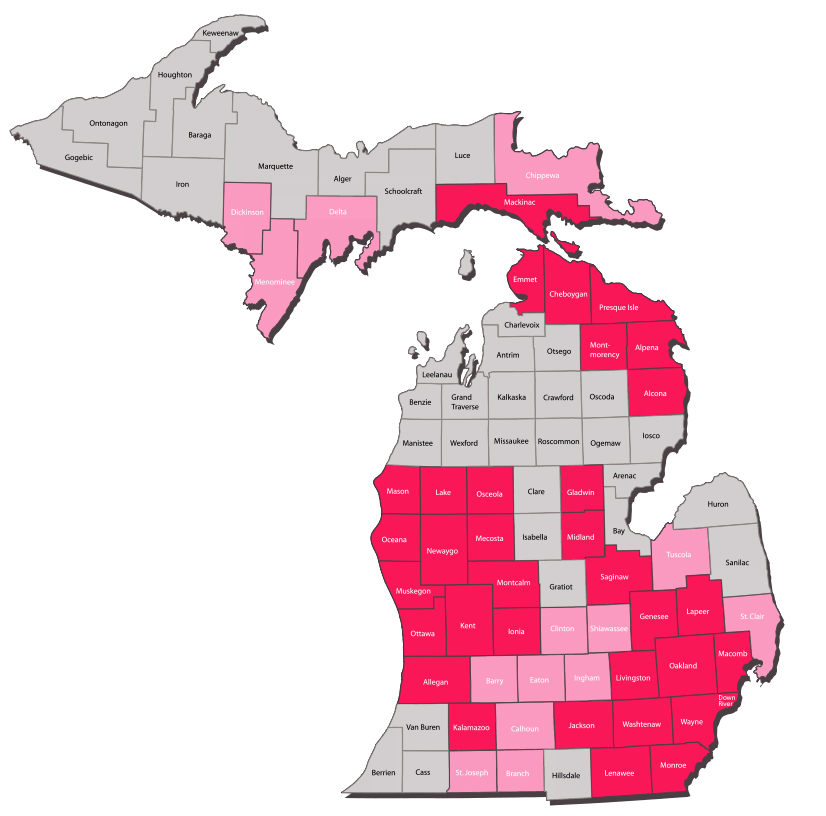 Keweenaw
Houghton
Ontonagon
Baraga
Gogebic
Iron
Marquette
Alger
Luce
Chippewa
Schoolcraft
Mackinac
Dickinson
Delta
Menominee
Emmet
Cheboygan
Presque Isle
Charlevoix
Antrim
Otsego
Mont-
morency
Alpena
Leelanau
Benzie
Grand
Traverse
Kalkaska
Crawford
Oscoda
Alcona
Manistee
Wexford
Missaukee
Roscommon
Ogemaw
Iosco
Arenac
Mason
Lake
Osceola
Clare
Gladwin
Huron
Oceana
Newaygo
Mecosta
Isabella
Midland
Bay
Tuscola
Sanilac
Muskegon
Montcalm
Gratiot
Saginaw
Ottawa
Kent
Ionia
Clinton
Shiawassee
Genesee
Lapeer
St. Clair
Allegan
Barry
Eaton
Ingham
Livingston
Oakland
Macomb
Down
River
Van Buren
Kalamazoo
Calhoun
Jackson
Washtenaw
Wayne
Berrien
Cass
St. Joseph
Branch
Hillsdale
Lenawee
Monroe